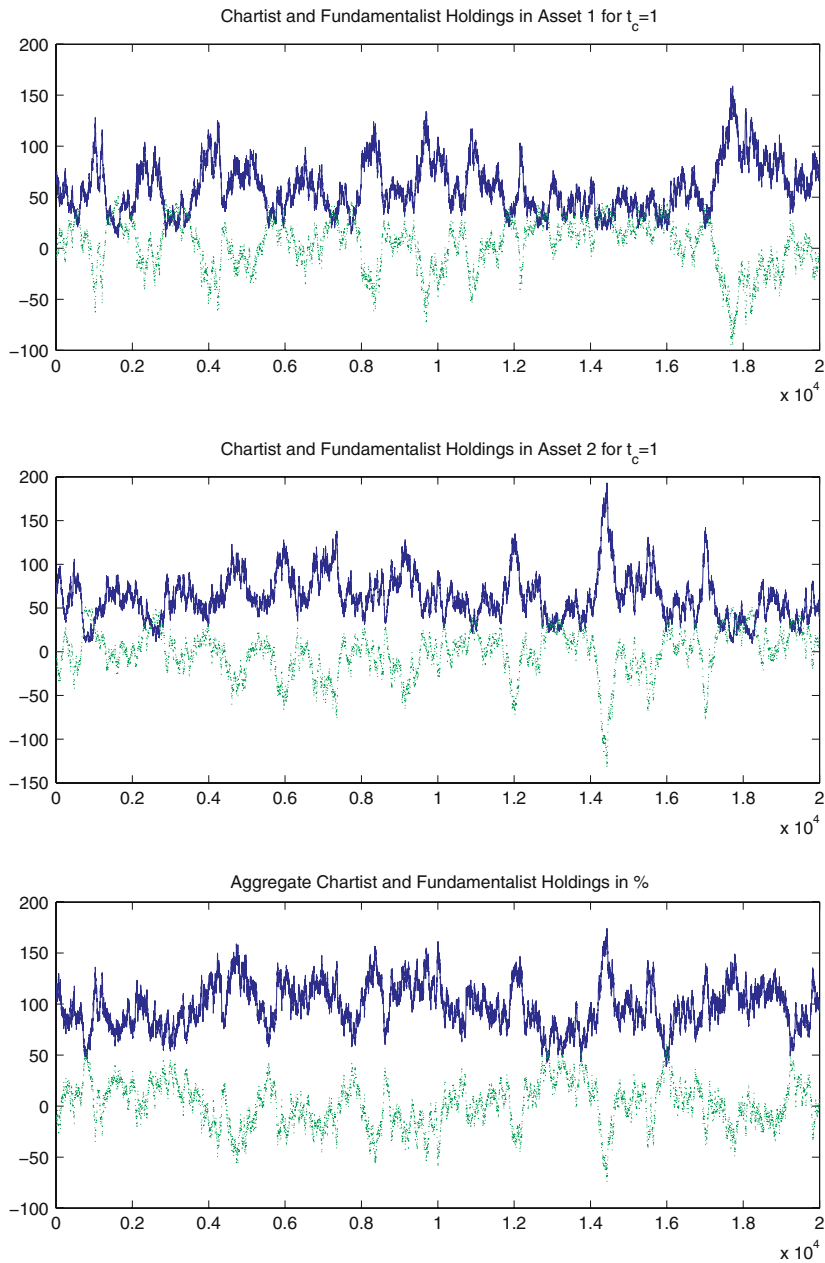 Chartist and Fundamentalist Holdings in Asset 1 for t_c=1
200
150
100
50
0
−50
−100
0 0.2 0.4 0.6 0.8 1 1.2 1.4 1.6 1.8 2
x 10^4
Chartist and Fundamentalist Holdings in Asset 2 for t_c=1
200
150
100
50
0
−50
−100
−150
0 0.2 0.4 0.6 0.8 1 1.2 1.4 1.6 1.8 2
x 10^4
Aggregate Chartist and Fundamentalist Holdings in %
200
150
100
50
0
−50
−100
0 0.2 0.4 0.6 0.8 1 1.2 1.4 1.6 1.8 2
x 10^4